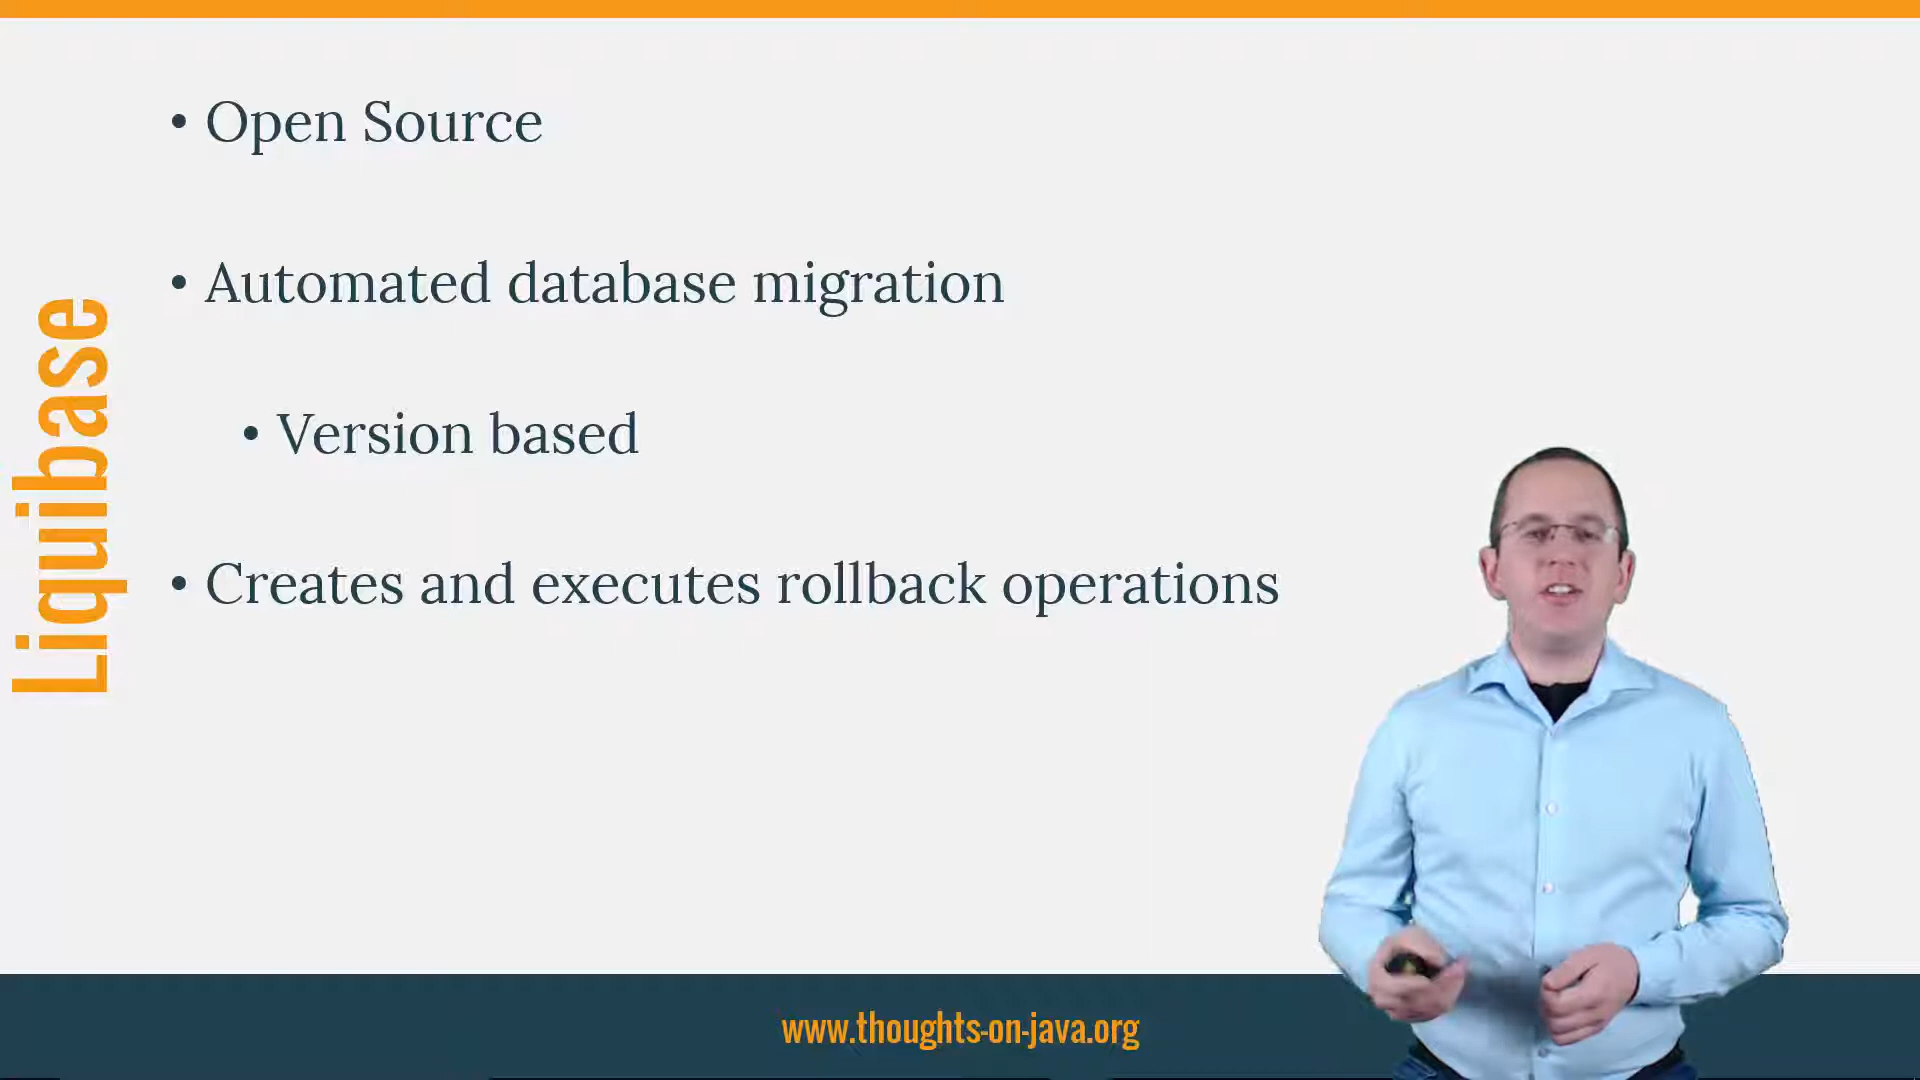 Liquibase
• Open Source
• Automated database migration
• Version based
• Creates and executes rollback operations
www.thoughts-on-java.org